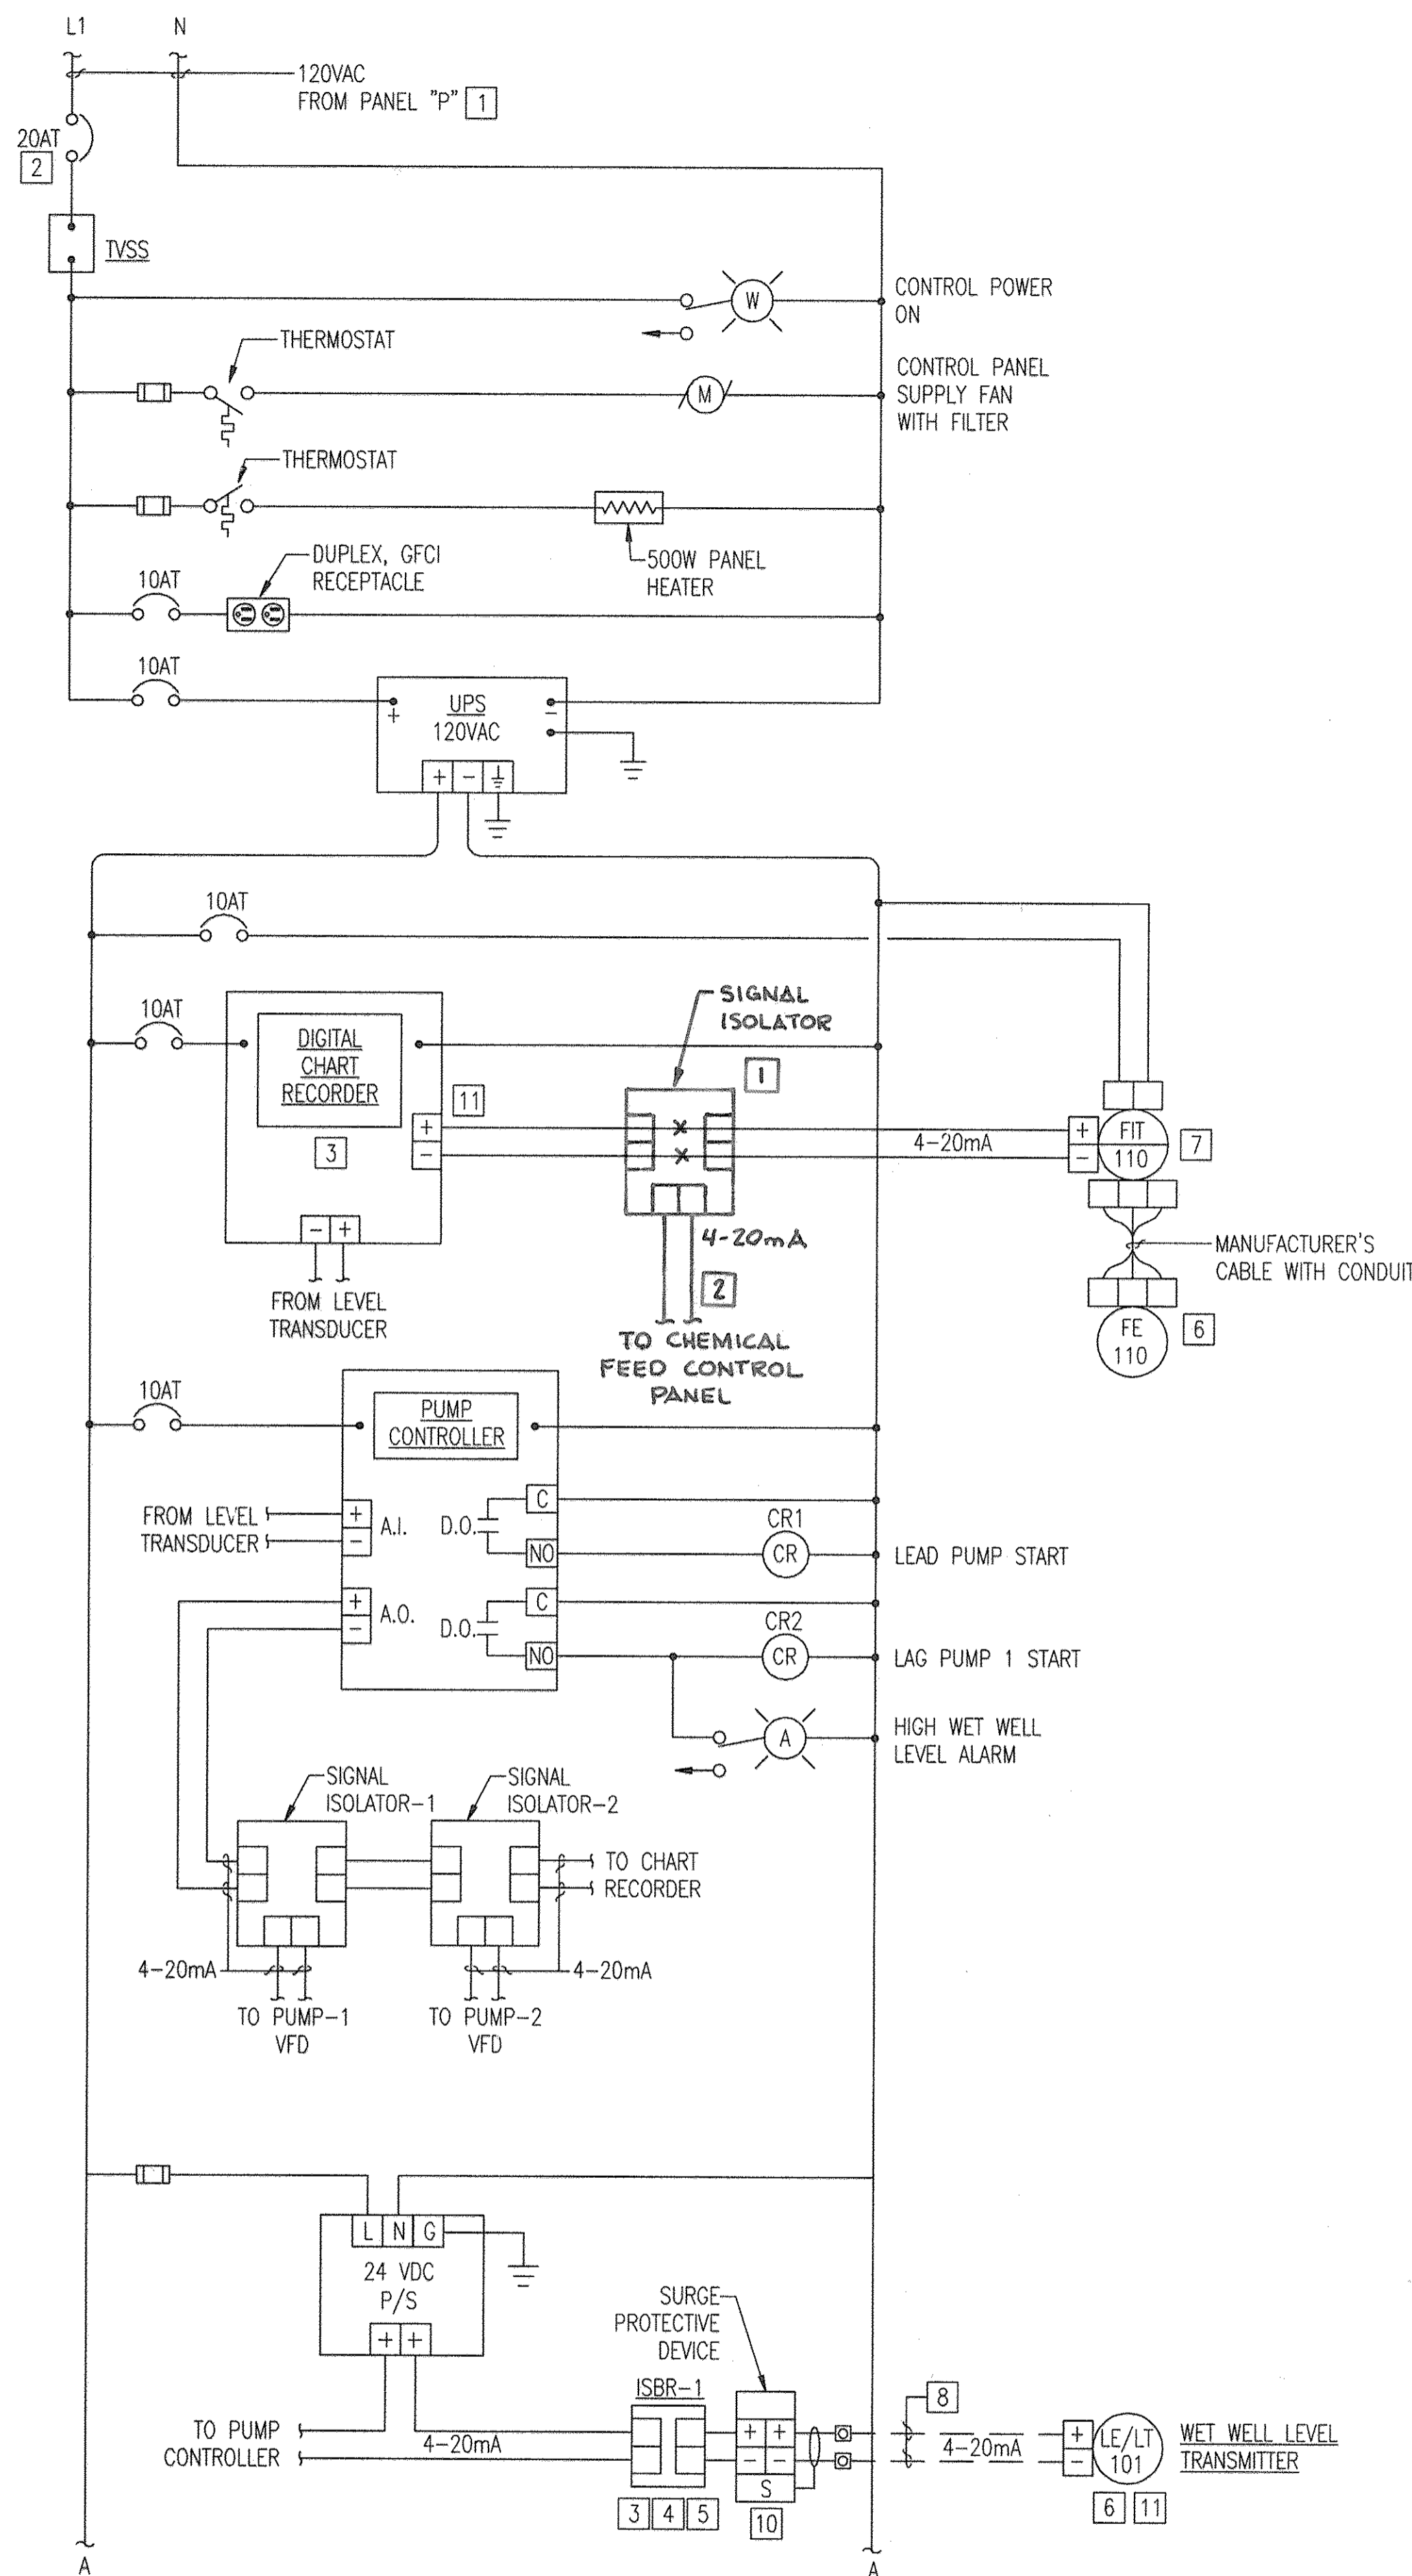 L1 N
120VAC
FROM PANEL "P" 1
20AT
2
TVSS
W
CONTROL POWER
ON
THERMOSTAT
M
CONTROL PANEL
SUPPLY FAN
WITH FILTER
THERMOSTAT
500W PANEL
HEATER
DUPLEX, GFCI
RECEPTACLE
10AT
10AT
UPS
120VAC
+ −
+ −
10AT
10AT
DIGITAL
CHART
RECORDER
3
11
+
−
− +
FROM LEVEL
TRANSDUCER
SIGNAL
ISOLATOR
1
4-20mA
2
TO CHEMICAL
FEED CONTROL
PANEL
4-20mA
+
−
FIT
110
7
MANUFACTURER'S
CABLE WITH CONDUIT
FE
110
6
10AT
PUMP
CONTROLLER
FROM LEVEL
TRANSDUCER
+
−
A.I.
D.O.
C
NO
CR1
CR
LEAD PUMP START
+
−
A.O.
D.O.
C
NO
CR2
CR
LAG PUMP 1 START
A
HIGH WET WELL
LEVEL ALARM
SIGNAL
ISOLATOR-1
SIGNAL
ISOLATOR-2
TO CHART
RECORDER
4-20mA
4-20mA
TO PUMP-1
VFD
TO PUMP-2
VFD
L N G
24 VDC
P/S
+ +
SURGE
PROTECTIVE
DEVICE
ISBR-1
TO PUMP
CONTROLLER
4-20mA
+ +
− −
S
3 4 5
10
8
4-20mA
+
−
LE/LT
101
WET WELL LEVEL
TRANSMITTER
6 11
A A